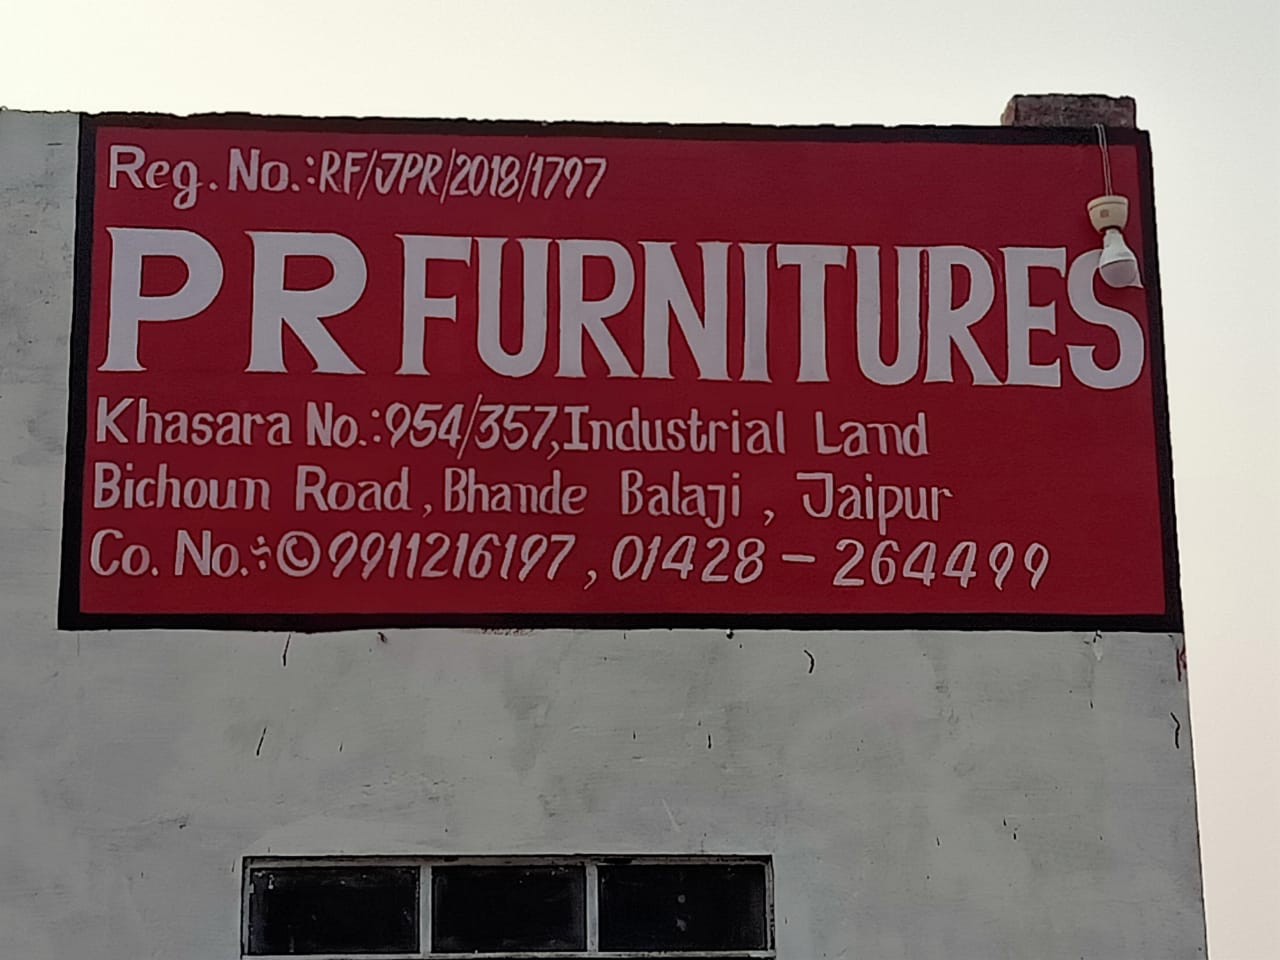 Reg. No.:RF/JPR/2018/1797
PR FURNITURES
Khasara No.:954/357,Industrial Land
Bichoun Road, Bhande Balaji, Jaipur
Co. No.:-©9911216197, 01428-264499